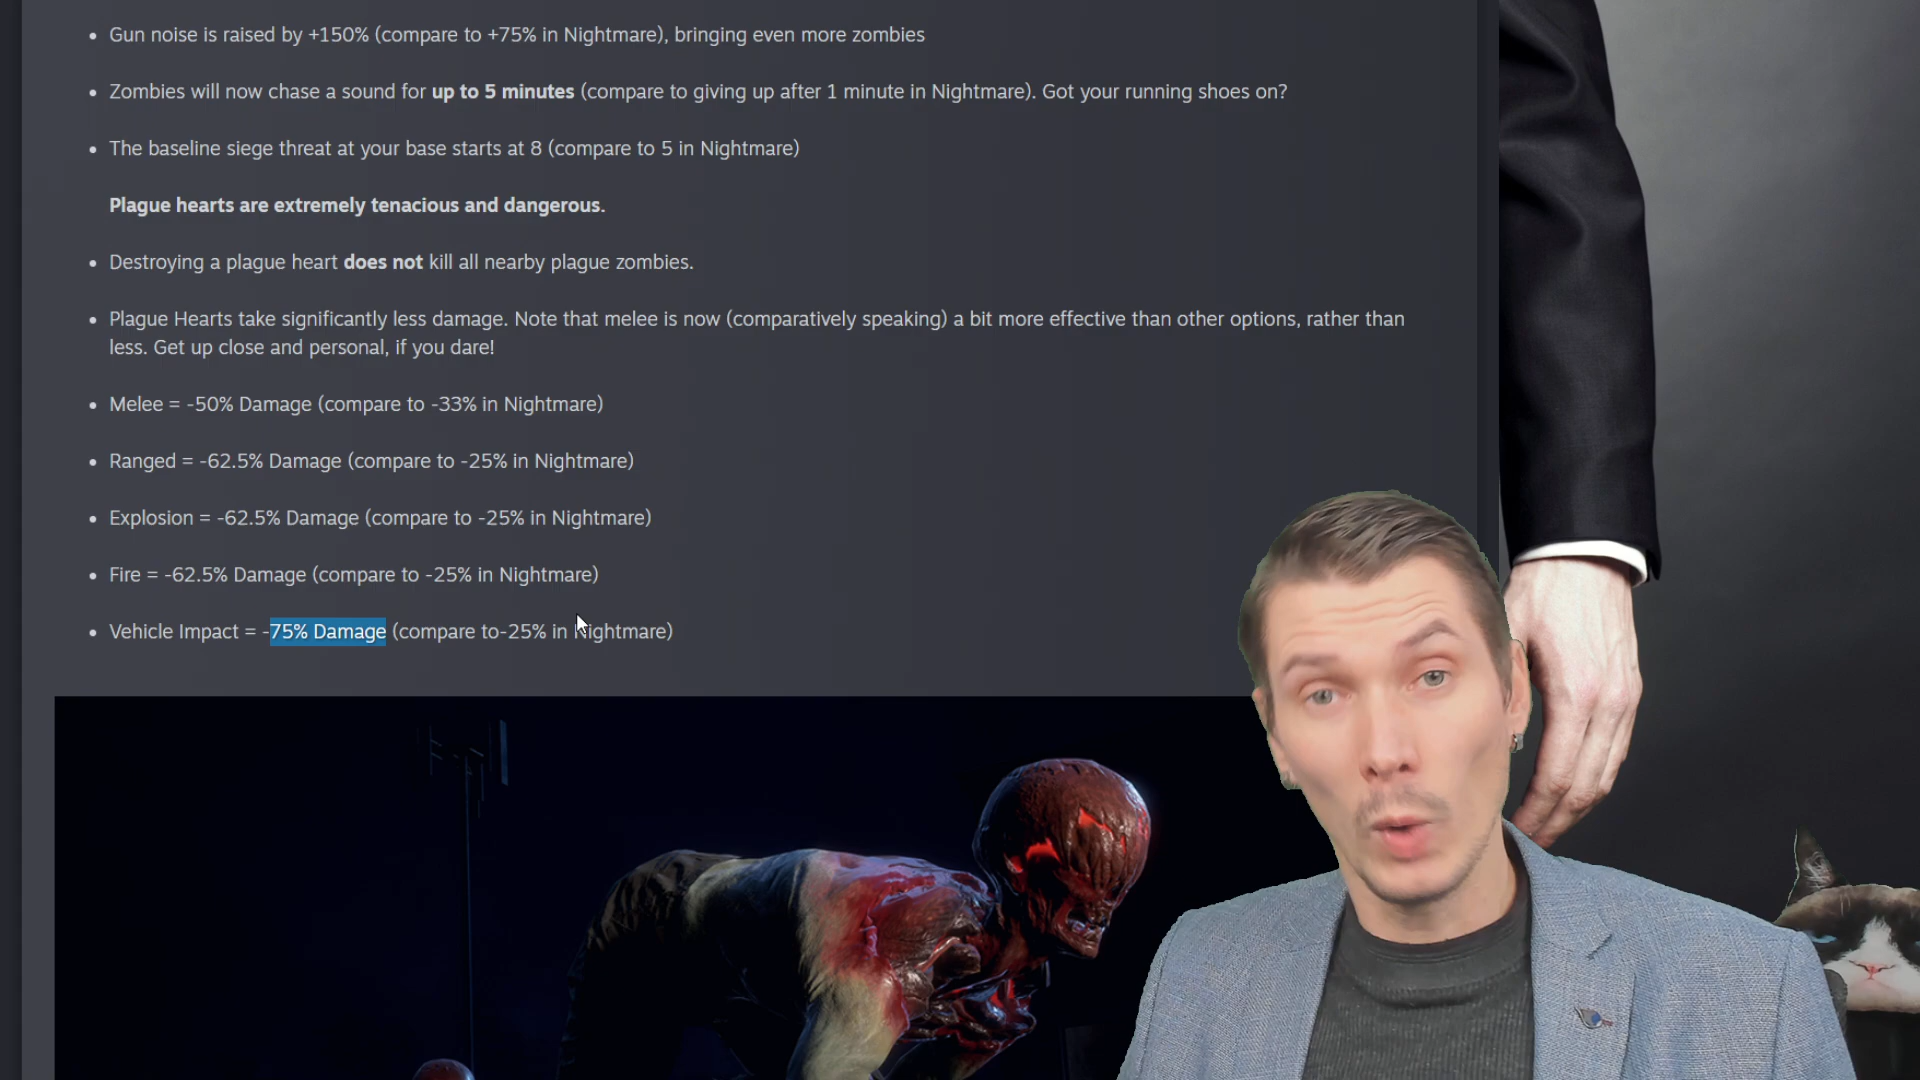 Gun noise is raised by +150% (compare to +75% in Nightmare), bringing even more zombies
Zombies will now chase a sound for up to 5 minutes (compare to giving up after 1 minute in Nightmare). Got your running shoes on?
The baseline siege threat at your base starts at 8 (compare to 5 in Nightmare)
Plague hearts are extremely tenacious and dangerous.
Destroying a plague heart does not kill all nearby plague zombies.
Plague Hearts take significantly less damage. Note that melee is now (comparatively speaking) a bit more effective than other options, rather than
less. Get up close and personal, if you dare!
Melee = -50% Damage (compare to -33% in Nightmare)
Ranged = -62.5% Damage (compare to -25% in Nightmare)
Explosion = -62.5% Damage (compare to -25% in Nightmare)
Fire = -62.5% Damage (compare to -25% in Nightmare)
Vehicle Impact = -75% Damage (compare to-25% in Nightmare)